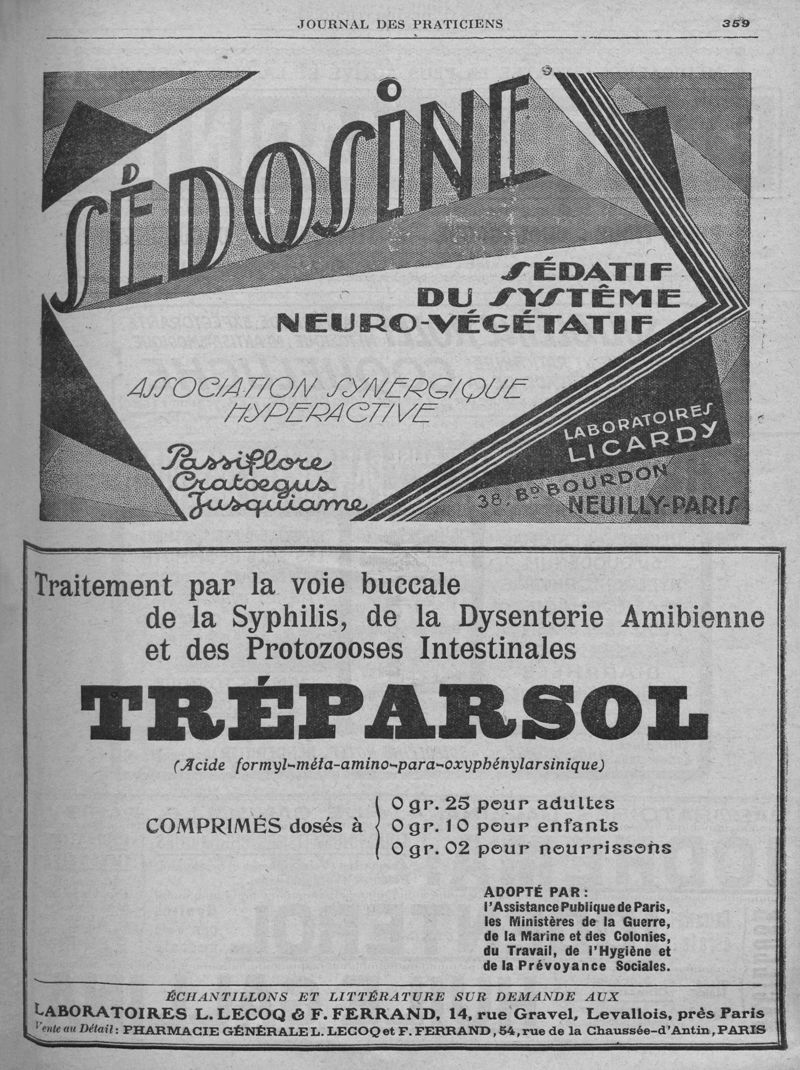 JOURNAL DES PRATICIENS
359
SÉDOSINE
SÉDATIF
DU SYSTÊME
NEURO-VÉGÉTATIF
ASSOCIATION SYNERGIQUE
HYPERACTIVE
Passiflore
Cratoegus
Jusquiame
LABORATOIRES
LICARDY
38, Bᴅ BOURDON
NEUILLY-PARIS
Traitement par la voie buccale
de la Syphilis, de la Dysenterie Amibienne
et des Protozooses Intestinales
TRÉPARSOL
(Acide formyl-méta-amino-para-oxyphénylarsinique)
COMPRIMÉS dosés à
0 gr. 25 pour adultes
0 gr. 10 pour enfants
0 gr. 02 pour nourrissons
ADOPTÉ PAR :
l'Assistance Publique de Paris,
les Ministères de la Guerre,
de la Marine et des Colonies,
du Travail, de l'Hygiène et
de la Prévoyance Sociales.
ÉCHANTILLONS ET LITTÉRATURE SUR DEMANDE AUX
LABORATOIRES L. LECOQ & F. FERRAND, 14, rue Gravel, Levallois, près Paris
Vente au Détail : PHARMACIE GÉNÉRALE L. LECOQ et F. FERRAND, 54, rue de la Chaussée-d'Antin, PARIS